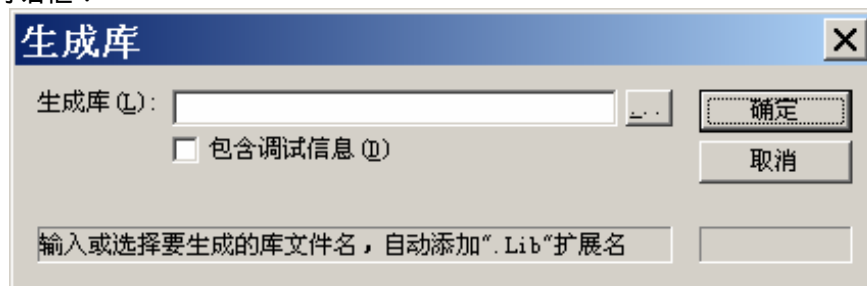 生成库
生成库(L):
...
确定
包含调试信息(D)
取消
输入或选择要生成的库文件名，自动添加“.Lib”扩展名